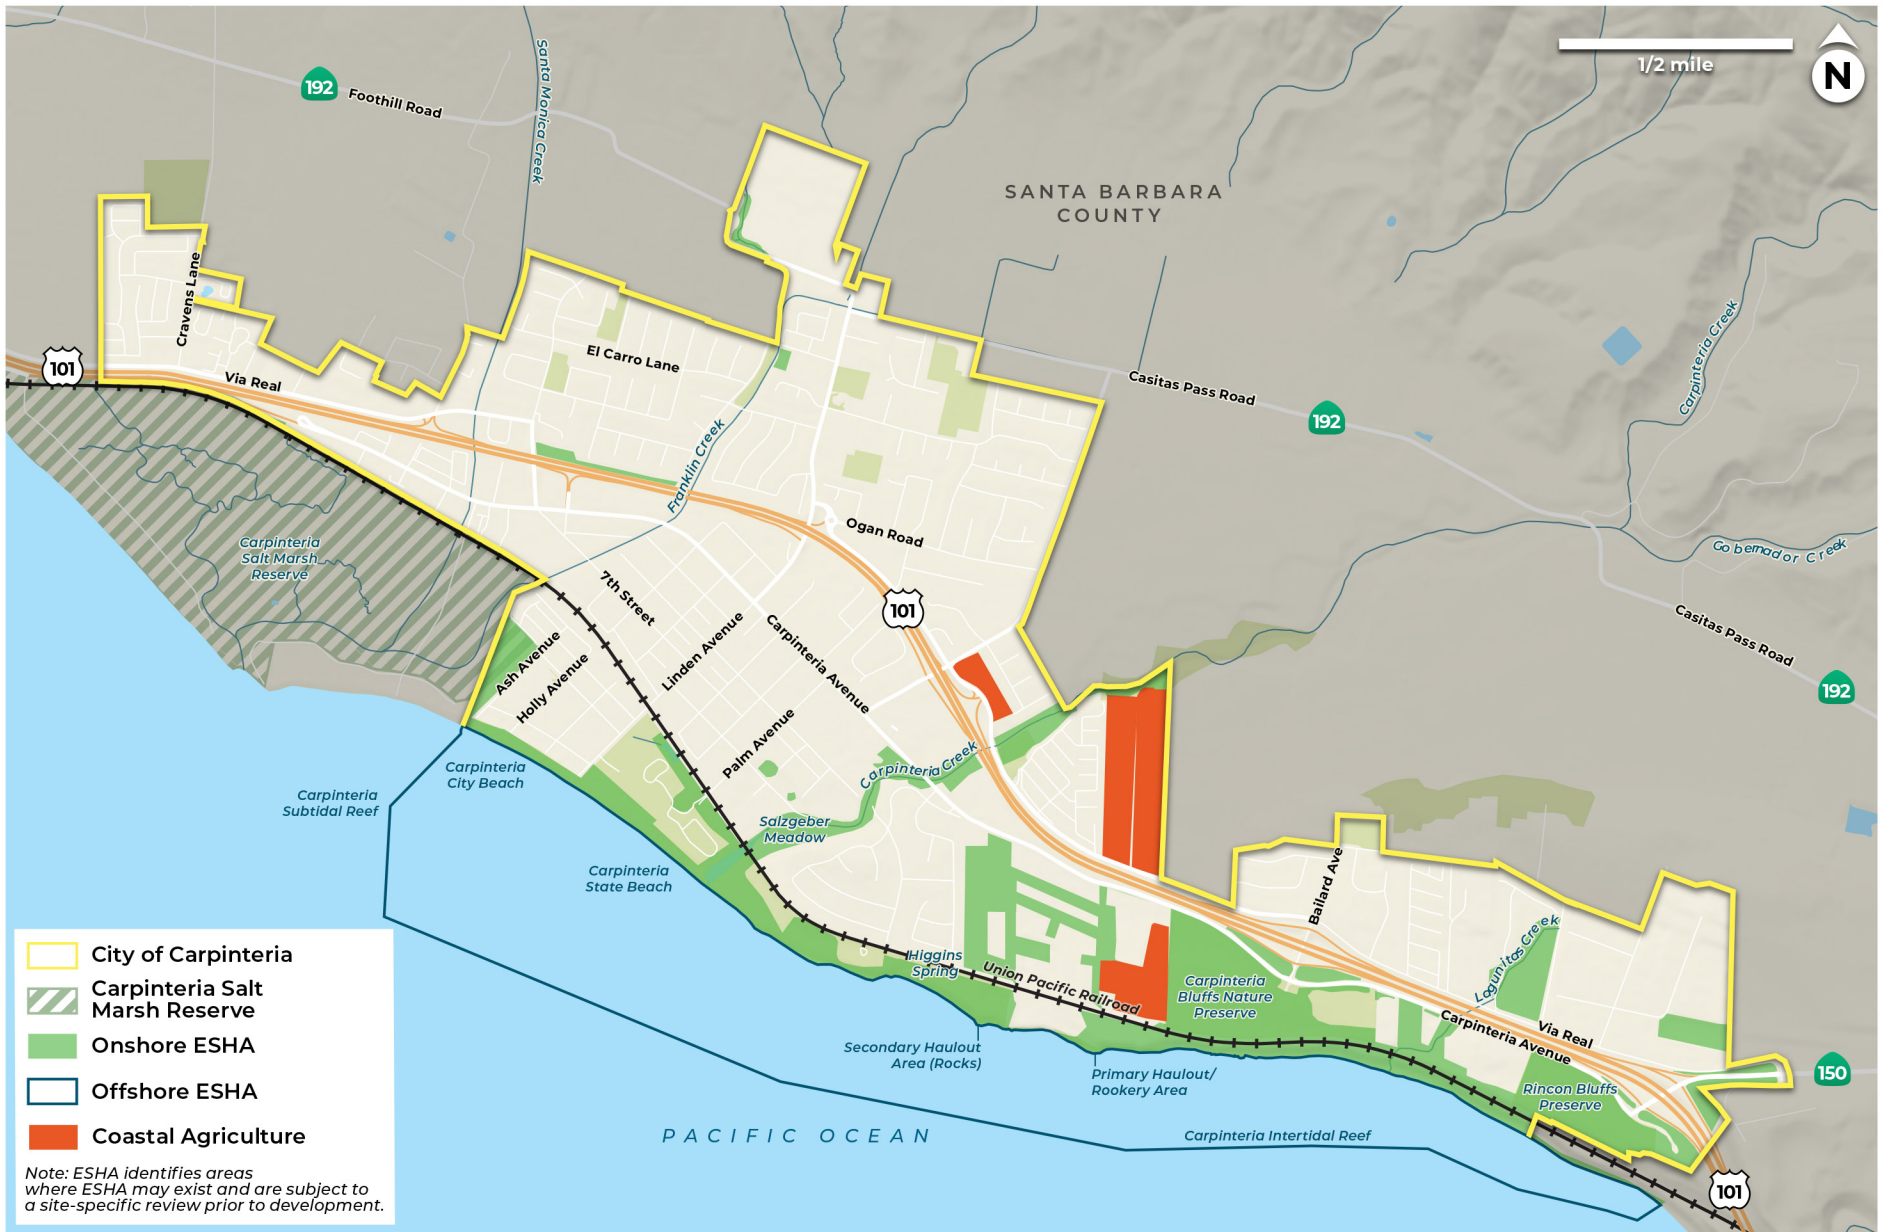 1/2 mile
N
192
Foothill Road
Santa Monica Creek
SANTA BARBARA
COUNTY
Cravens Lane
101
Via Real
El Carro Lane
Carpinteria Creek
Casitas Pass Road
192
Franklin Creek
Ogan Road
Gobernador Creek
Carpinteria
Salt Marsh
Reserve
7th Street
101
Linden Avenue
Carpinteria Avenue
Casitas Pass Road
192
Ash Avenue
Holly Avenue
Palm Avenue
Carpinteria Creek
Carpinteria
City Beach
Carpinteria
Subtidal Reef
Salzgeber
Meadow
Carpinteria
State Beach
Bailard Ave
Higgins
Spring
Union Pacific Railroad
Carpinteria
Bluffs Nature
Preserve
Lagunitas Creek
Carpinteria Avenue
Via Real
Secondary Haulout
Area (Rocks)
Primary Haulout/
Rookery Area
Rincon Bluffs
Preserve
150
PACIFIC OCEAN
Carpinteria Intertidal Reef
101
City of Carpinteria
Carpinteria Salt
Marsh Reserve
Onshore ESHA
Offshore ESHA
Coastal Agriculture
Note: ESHA identifies areas
where ESHA may exist and are subject to
a site-specific review prior to development.